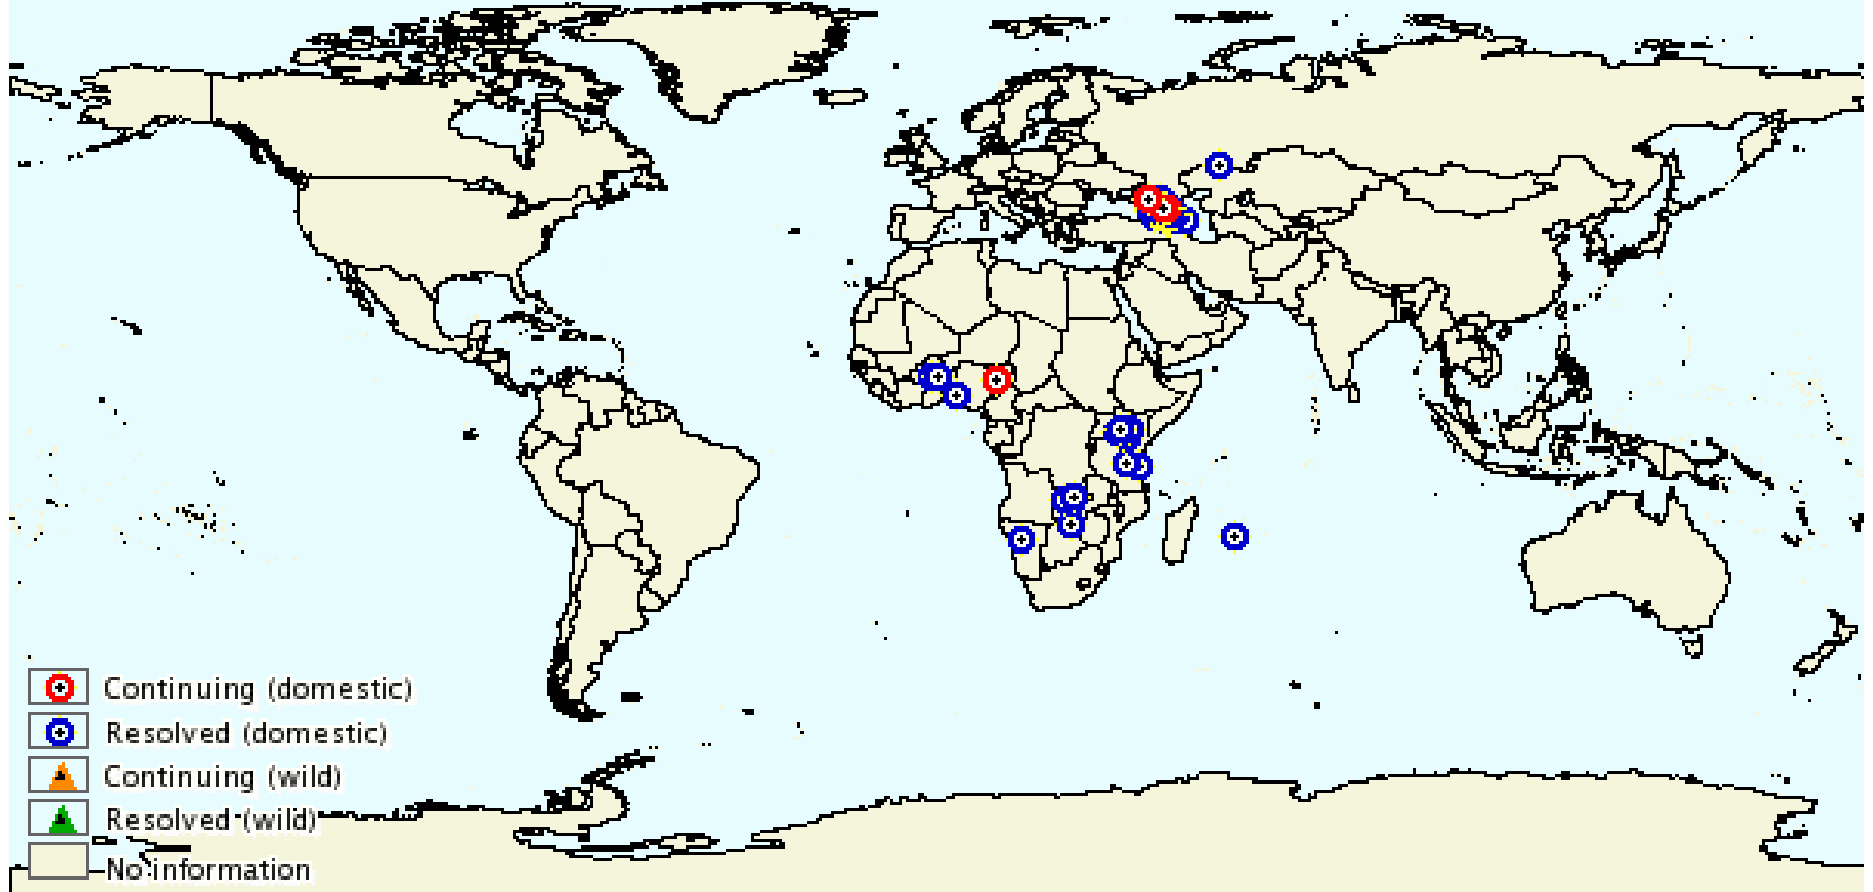 Continuing (domestic)
Resolved (domestic)
Continuing (wild)
Resolved (wild)
No information